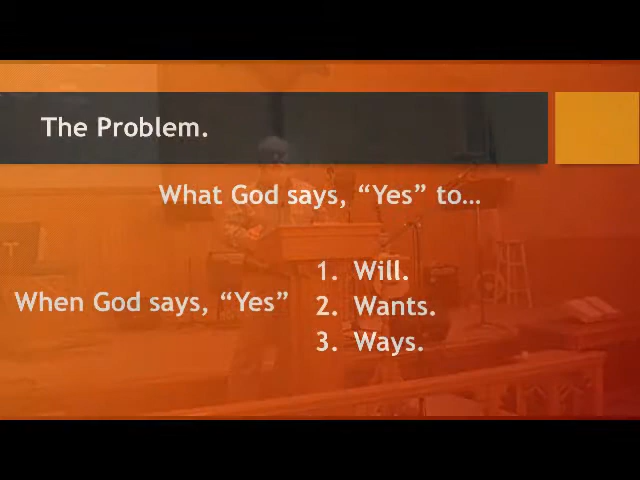 The Problem.
What God says, “Yes” to…
When God says, “Yes”
1. Will.
2. Wants.
3. Ways.